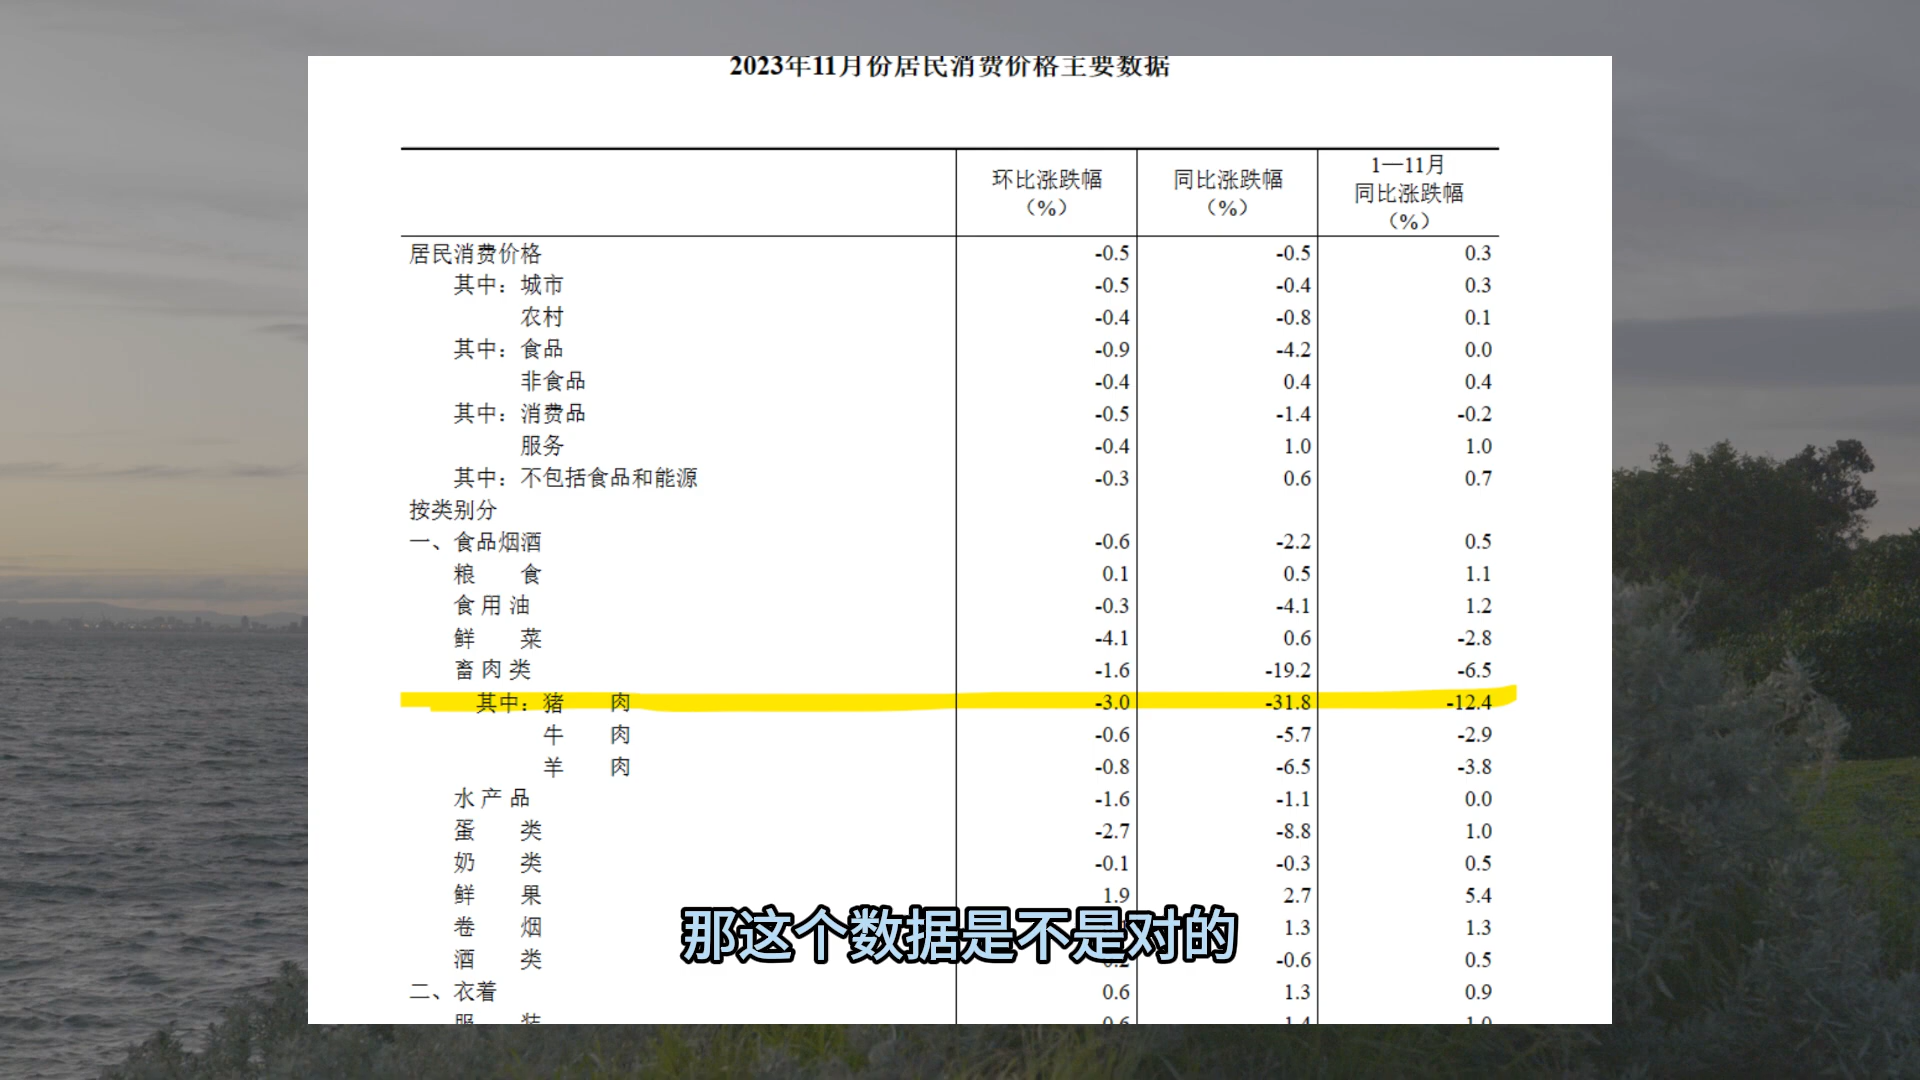 2023年11月份居民消费价格主要数据
环比涨跌幅（%） 同比涨跌幅（%） 1—11月同比涨跌幅（%）
居民消费价格 -0.5 -0.5 0.3
其中：城市 -0.5 -0.4 0.3
农村 -0.4 -0.8 0.1
其中：食品 -0.9 -4.2 0.0
非食品 -0.4 0.4 0.4
其中：消费品 -0.5 -1.4 -0.2
服务 -0.4 1.0 1.0
其中：不包括食品和能源 -0.3 0.6 0.7
按类别分
一、食品烟酒 -0.6 -2.2 0.5
粮 食 0.1 0.5 1.1
食用油 -0.3 -4.1 1.2
鲜 菜 -4.1 0.6 -2.8
畜肉类 -1.6 -19.2 -6.5
其中：猪 肉 -3.0 -31.8 -12.4
牛 肉 -0.6 -5.7 -2.9
羊 肉 -0.8 -6.5 -3.8
水产品 -1.6 -1.1 0.0
蛋 类 -2.7 -8.8 1.0
奶 类 -0.1 -0.3 0.5
鲜 果 1.9 2.7 5.4
卷 烟 1.3 1.3
酒 类 -0.6 0.5
二、衣着 0.6 1.3 0.9
那这个数据是不是对的